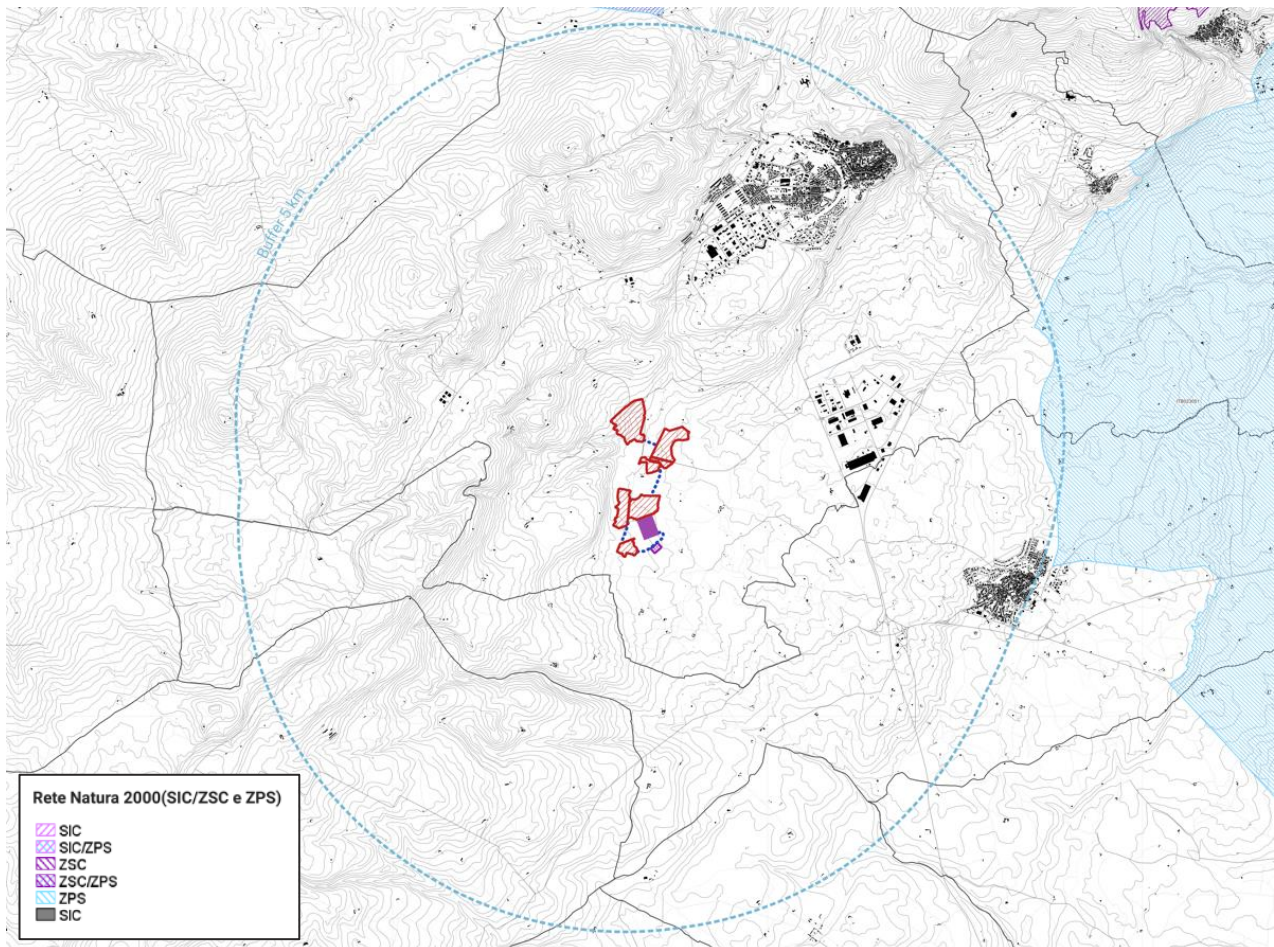 Buffer 5 km
Rete Natura 2000(SIC/ZSC e ZPS)
SIC
SIC/ZPS
ZSC
ZSC/ZPS
ZPS
SIC